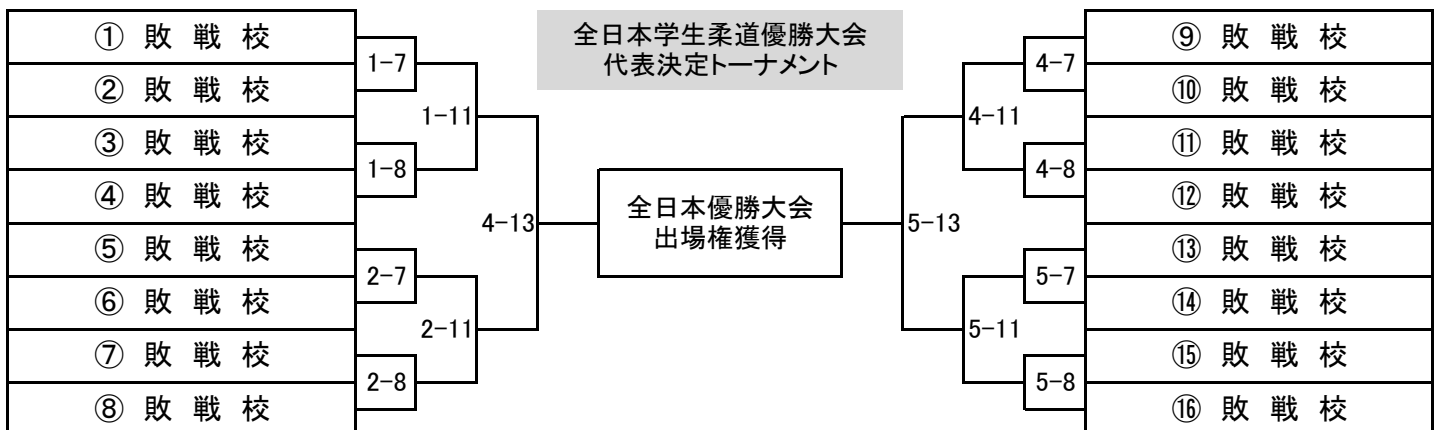 全日本学生柔道優勝大会
代表決定トーナメント
① 敗 戦 校
② 敗 戦 校
③ 敗 戦 校
④ 敗 戦 校
⑤ 敗 戦 校
⑥ 敗 戦 校
⑦ 敗 戦 校
⑧ 敗 戦 校
1-7
1-8
2-7
2-8
1-11
2-11
4-13
全日本優勝大会
出場権獲得
5-13
4-11
5-11
4-7
4-8
5-7
5-8
⑨ 敗 戦 校
⑩ 敗 戦 校
⑪ 敗 戦 校
⑫ 敗 戦 校
⑬ 敗 戦 校
⑭ 敗 戦 校
⑮ 敗 戦 校
⑯ 敗 戦 校